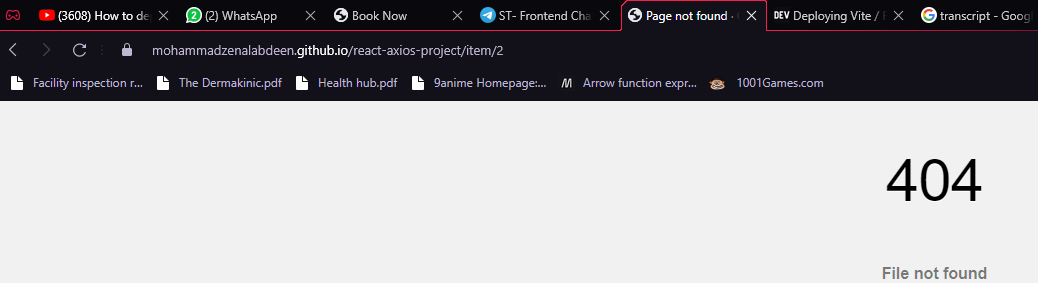 (3608) How to de
(2) WhatsApp
Book Now
ST- Frontend Cha
Page not found ·
DEV Deploying Vite /
transcript - Googl
mohammadzenalabdeen.github.io/react-axios-project/item/2
Facility inspection r...
The Dermakinic.pdf
Health hub.pdf
9anime Homepage:...
M Arrow function expr...
1001Games.com
404
File not found